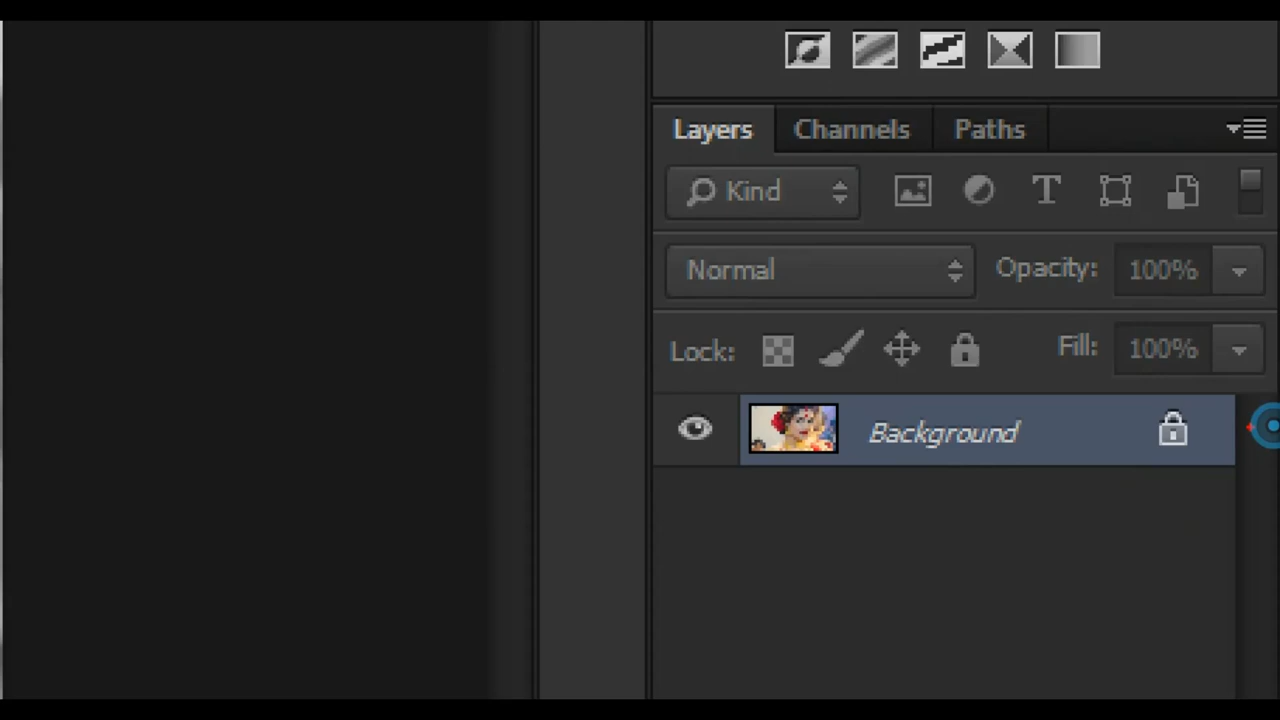 Layers Channels Paths
Kind
Normal Opacity: 100%
Lock: Fill: 100%
Background